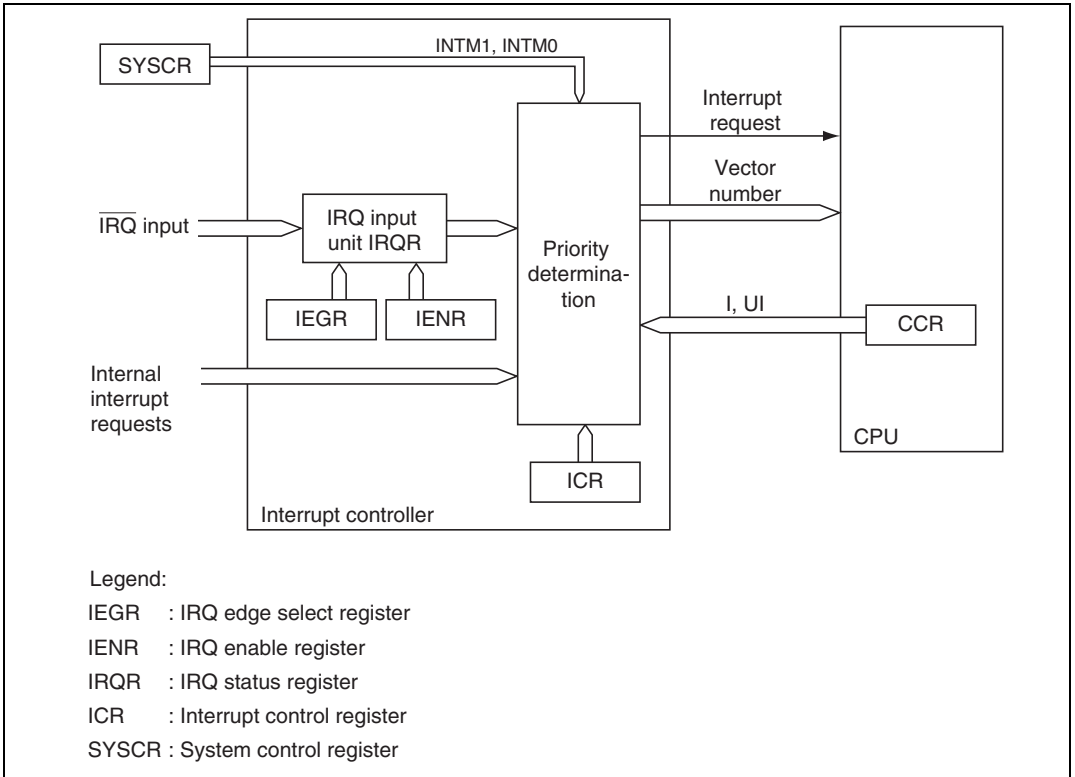 INTM1, INTM0
SYSCR
Interrupt
request
Vector
number
IRQ input
IRQ input
unit IRQR
Priority
determina-
tion
IEGR
IENR
I, UI
CCR
Internal
interrupt
requests
CPU
ICR
Interrupt controller
Legend:
IEGR : IRQ edge select register
IENR : IRQ enable register
IRQR : IRQ status register
ICR : Interrupt control register
SYSCR : System control register